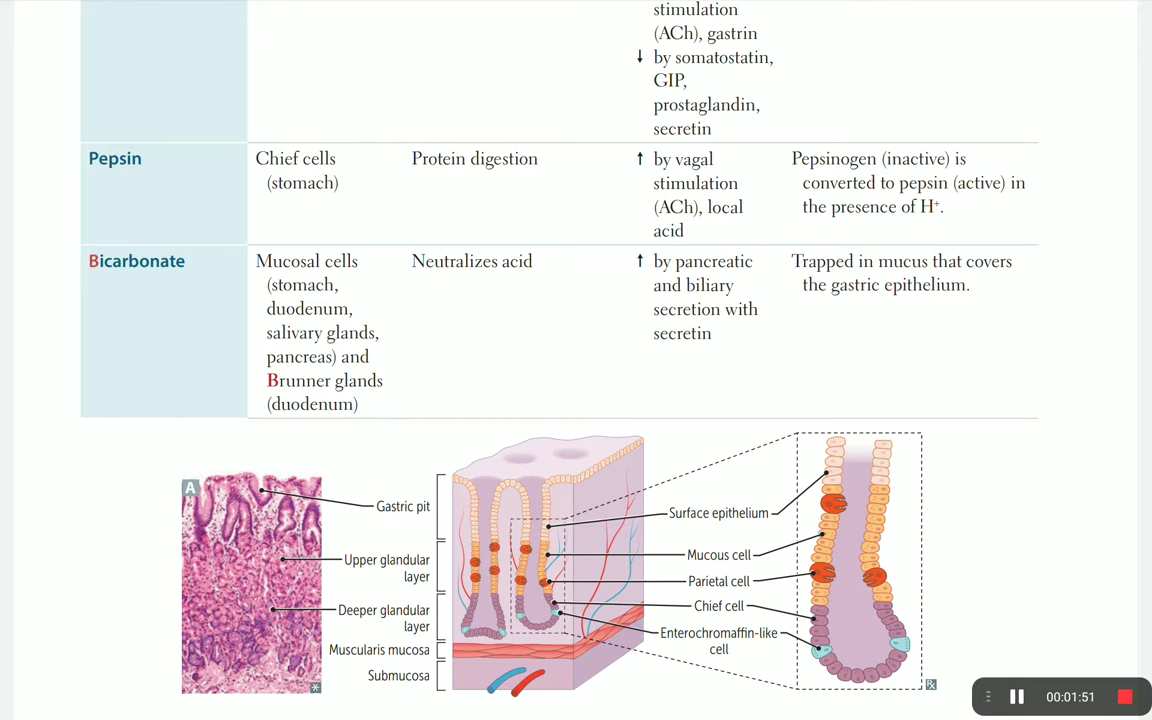 stimulation
(ACh), gastrin
↓ by somatostatin,
GIP,
prostaglandin,
secretin
Pepsin
Chief cells
(stomach)
Protein digestion
↑ by vagal
stimulation
(ACh), local
acid
Pepsinogen (inactive) is
converted to pepsin (active) in
the presence of H⁺.
Bicarbonate
Mucosal cells
(stomach,
duodenum,
salivary glands,
pancreas) and
Brunner glands
(duodenum)
Neutralizes acid
↑ by pancreatic
and biliary
secretion with
secretin
Trapped in mucus that covers
the gastric epithelium.
A
Gastric pit
Upper glandular
layer
Deeper glandular
layer
Muscularis mucosa
Submucosa
Surface epithelium
Mucous cell
Parietal cell
Chief cell
Enterochromaffin-like
cell
Rx
00:01:51